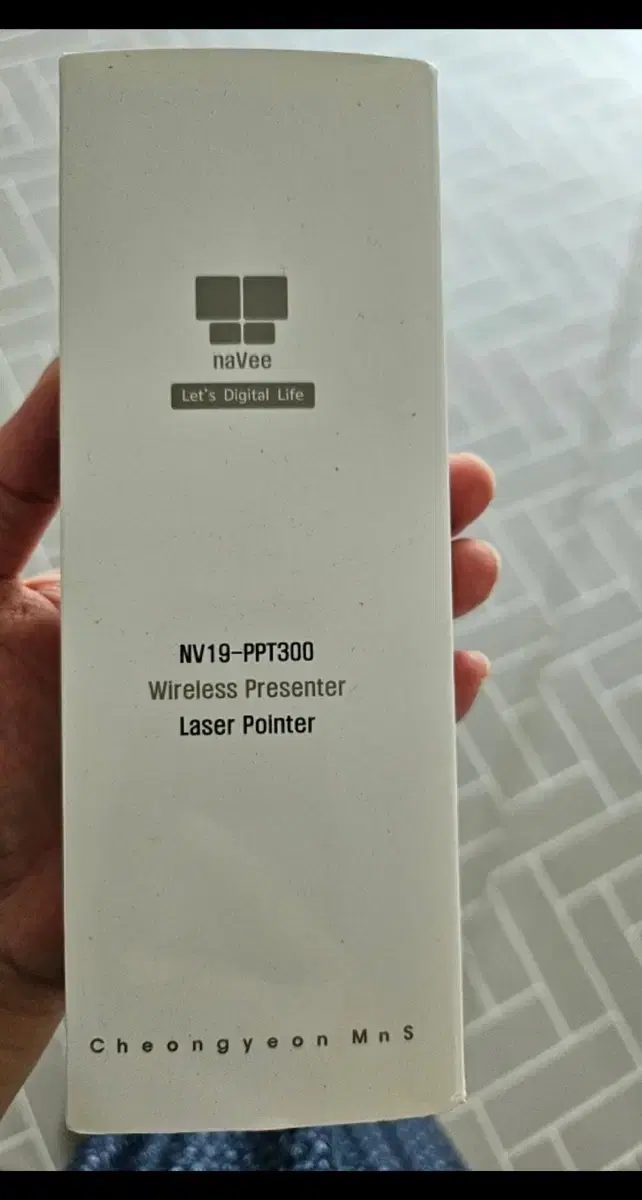 naVee
Let's Digital Life
NV19-PPT300
Wireless Presenter
Laser Pointer
Cheongyeon MnS